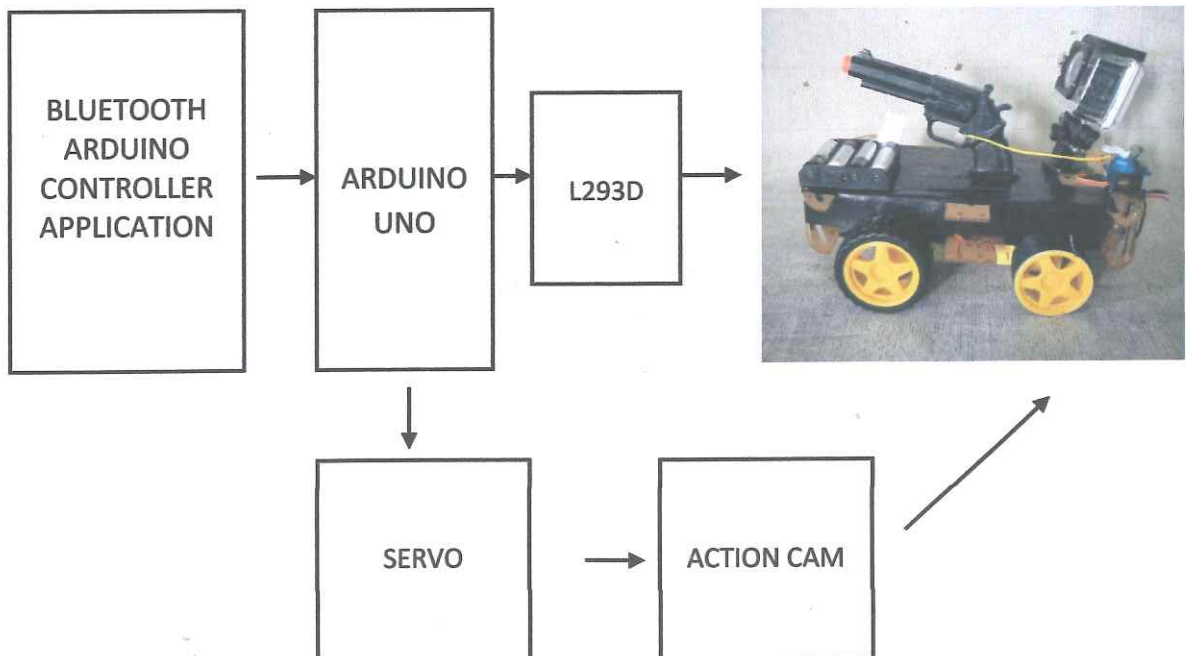 BLUETOOTH
ARDUINO
CONTROLLER
APPLICATION
ARDUINO
UNO
L293D
SERVO
ACTION CAM